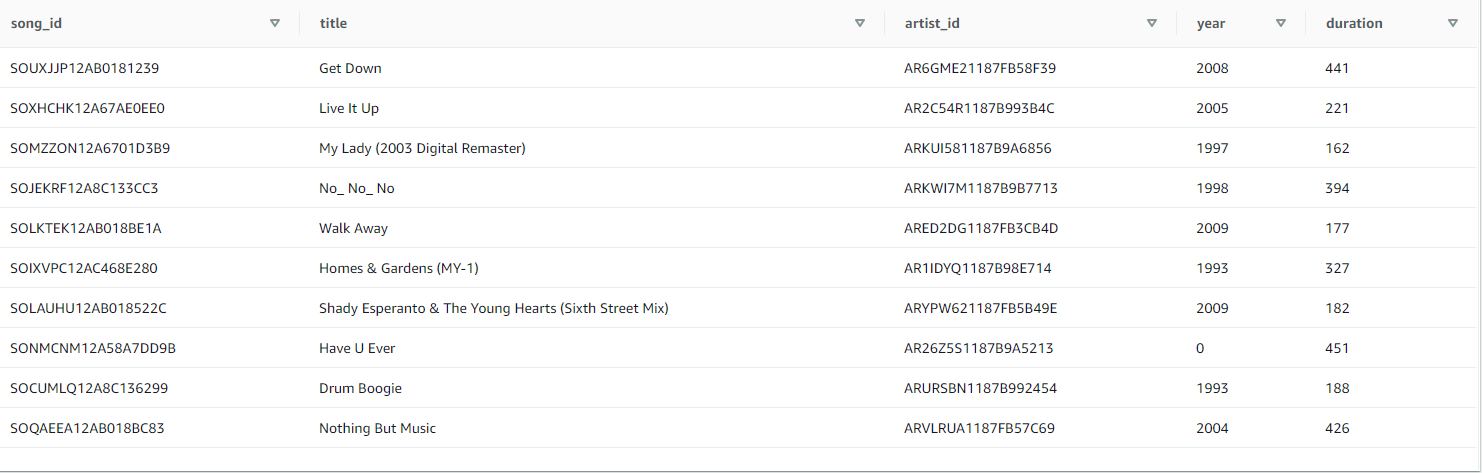 song_id title artist_id year duration
SOUXJJP12AB0181239 Get Down AR6GME21187FB58F39 2008 441
SOXHCHK12A67AE0EE0 Live It Up AR2C54R1187B993B4C 2005 221
SOMZZON12A6701D3B9 My Lady (2003 Digital Remaster) ARKUI581187B9A6856 1997 162
SOJEKRF12A8C133CC3 No_ No_ No ARKWI7M1187B9B7713 1998 394
SOLKTEK12AB018BE1A Walk Away ARED2DG1187FB3CB4D 2009 177
SOIXVPC12AC468E280 Homes & Gardens (MY-1) AR1IDYQ1187B98E714 1993 327
SOLAUHU12AB018522C Shady Esperanto & The Young Hearts (Sixth Street Mix) ARYPW621187FB5B49E 2009 182
SONMCNM12A58A7DD9B Have U Ever AR26Z5S1187B9A5213 0 451
SOCUMLQ12A8C136299 Drum Boogie ARURSBN1187B992454 1993 188
SOQAEEA12AB018BC83 Nothing But Music ARVLRUA1187FB57C69 2004 426